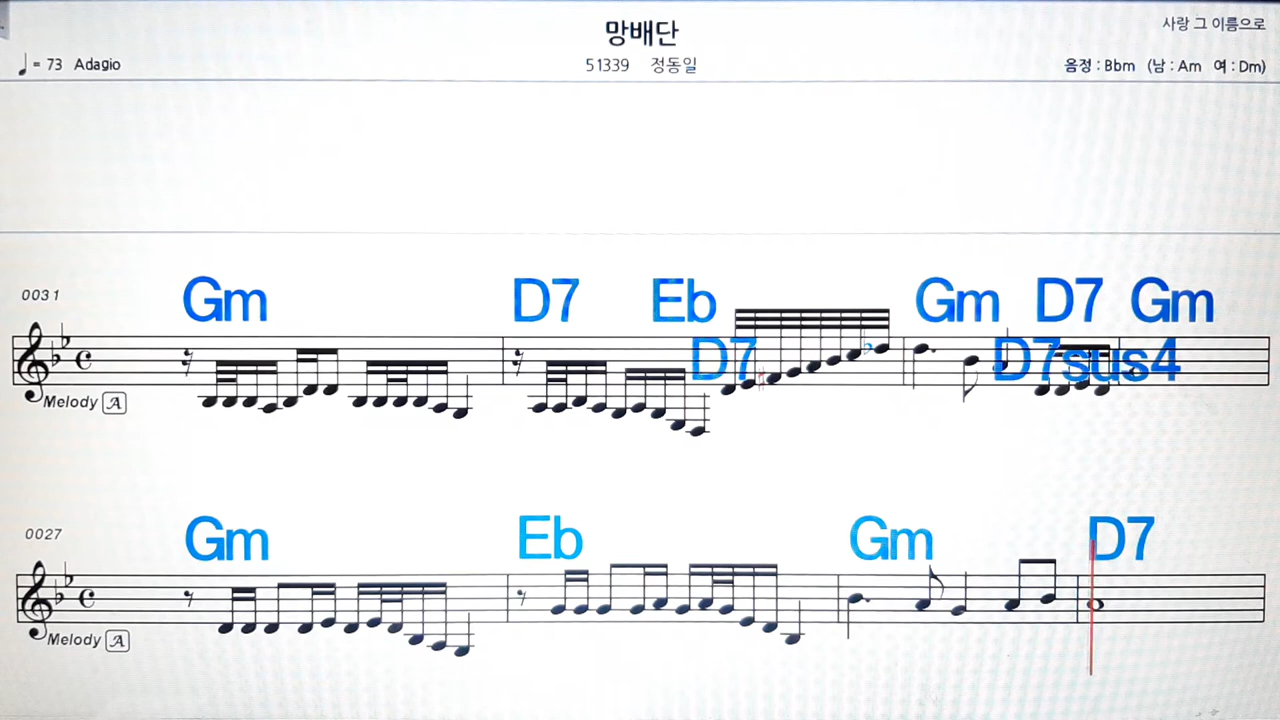 망배단
사랑 그 이름으로
= 73 Adagio
51339 정동일
음정 : Bbm (남 : Am 여 : Dm)
Gm D7 Eb D7 Gm D7sus4 D7 Gm
0031
Melody A
Gm Eb Gm D7
0027
Melody A